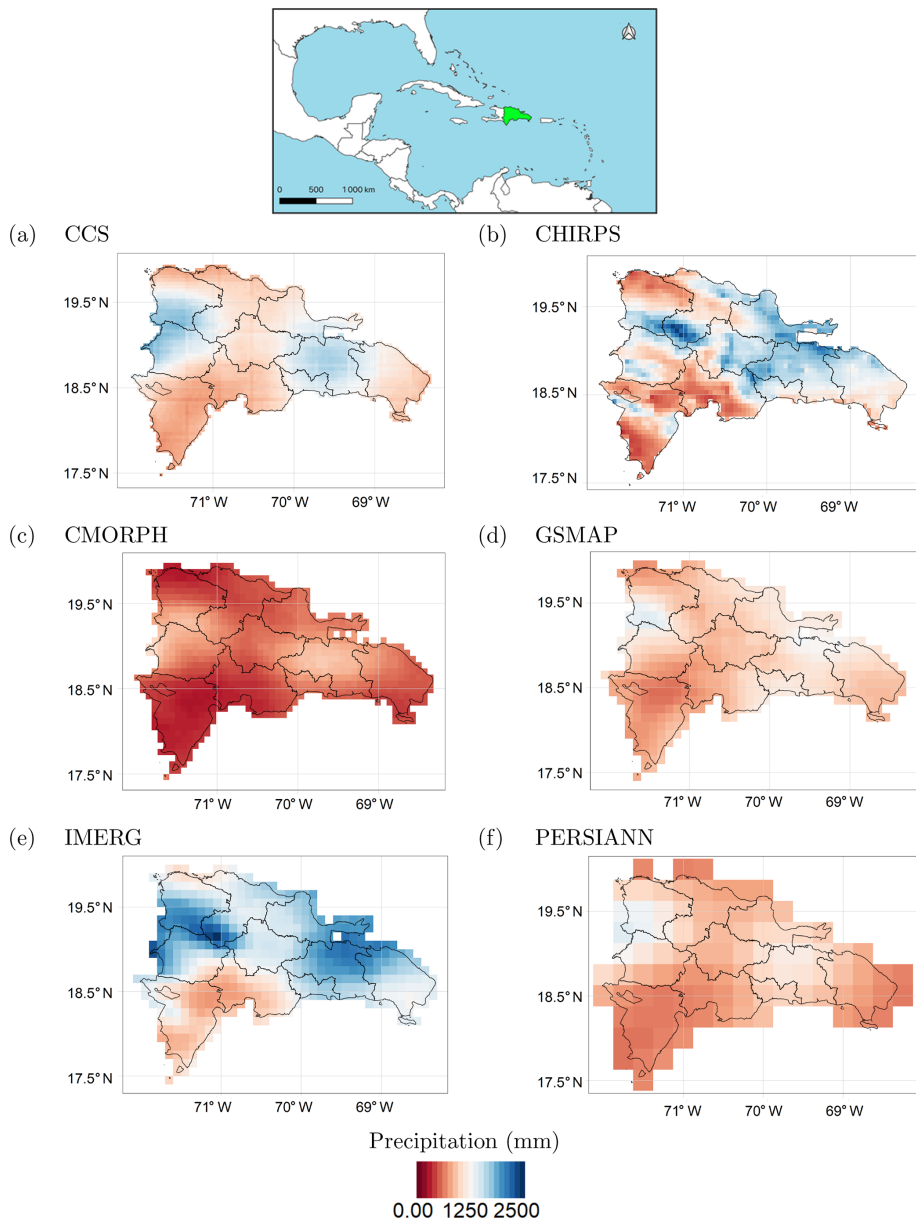 0 500 1000 km
(a) CCS
(b) CHIRPS
19.5°N
18.5°N
17.5°N
71°W 70°W 69°W
19.5°N
18.5°N
17.5°N
71°W 70°W 69°W
(c) CMORPH
(d) GSMAP
19.5°N
18.5°N
17.5°N
71°W 70°W 69°W
19.5°N
18.5°N
17.5°N
71°W 70°W 69°W
(e) IMERG
(f) PERSIANN
19.5°N
18.5°N
17.5°N
71°W 70°W 69°W
19.5°N
18.5°N
17.5°N
71°W 70°W 69°W
Precipitation (mm)
0.00 1250 2500